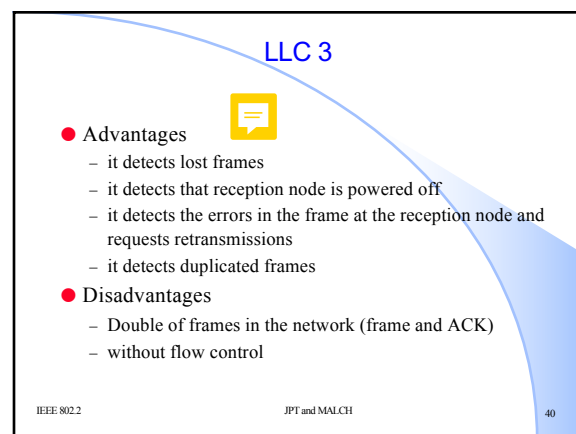 LLC 3
Advantages
– it detects lost frames
– it detects that reception node is powered off
– it detects the errors in the frame at the reception node and
requests retransmissions
– it detects duplicated frames
Disadvantages
– Double of frames in the network (frame and ACK)
– without flow control
IEEE 802.2 JPT and MALCH 40